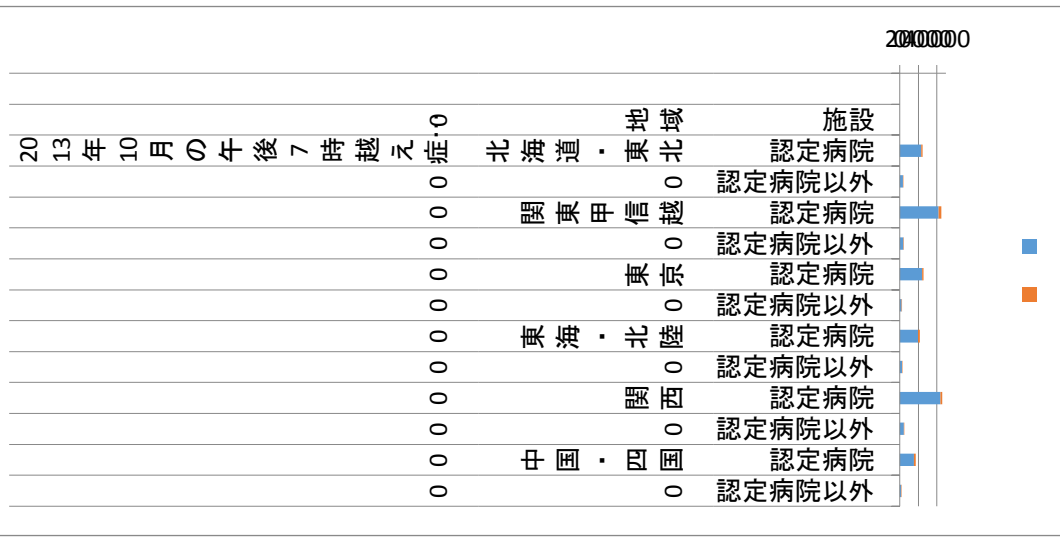 0 地域 施設
2013年10月の午後7時越え症… 北海道・東北 認定病院
0 0 認定病院以外
0 関東甲信越 認定病院
0 0 認定病院以外
0 東京 認定病院
0 0 認定病院以外
0 東海・北陸 認定病院
0 0 認定病院以外
0 関西 認定病院
0 0 認定病院以外
0 中国・四国 認定病院
0 0 認定病院以外